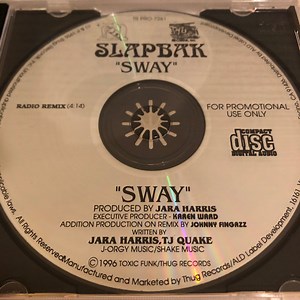 SLAPBAK
"SWAY"
RADIO REMIX (4:14)
FOR PROMOTIONAL
USE ONLY
COMPACT
disc
DIGITAL AUDIO
"SWAY"
PRODUCED BY JARA HARRIS
EXECUTIVE PRODUCER - KAREN WARD
ADDITION PRODUCTION ON REMIX BY JOHNNY FINGAZZ
WRITTEN BY
JARA HARRIS, TJ QUAKE
J-ORGY MUSIC/SHAKE MUSIC
© 1996 TOXIC FUNK/THUG RECORDS
Reserved Manufactured and Marketed by Thug Records/ALD Label Development